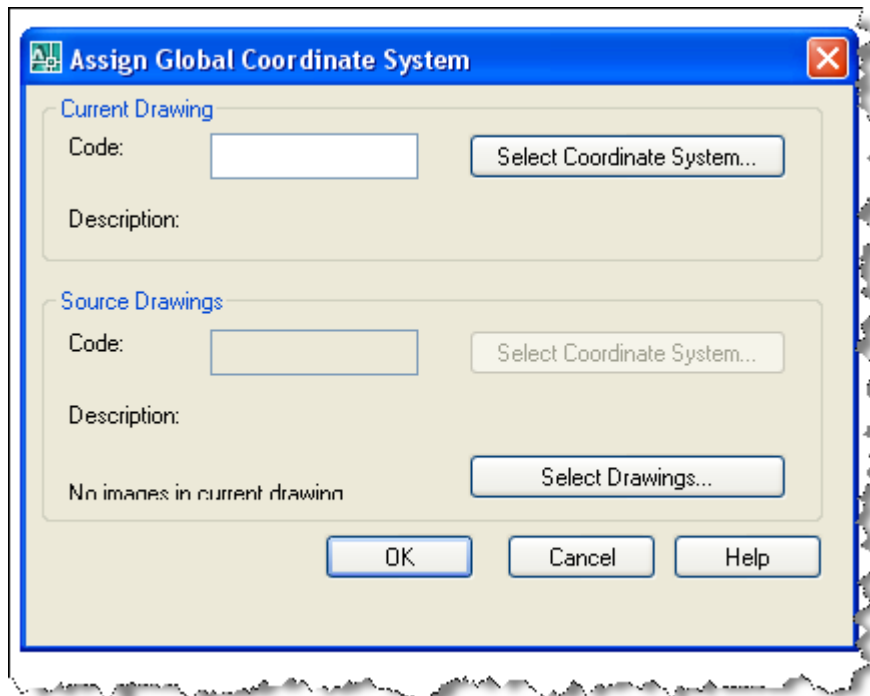 Assign Global Coordinate System
Current Drawing
Code:
Select Coordinate System...
Description:
Source Drawings
Code:
Select Coordinate System...
Description:
No images in current drawing
Select Drawings...
OK Cancel Help